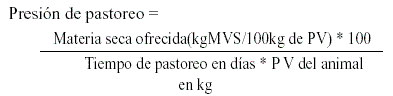 Presión de pastoreo =
Materia seca ofrecida(kgMVS/100kg de PV) * 100
Tiempo de pastoreo en días * P V del animal
en kg